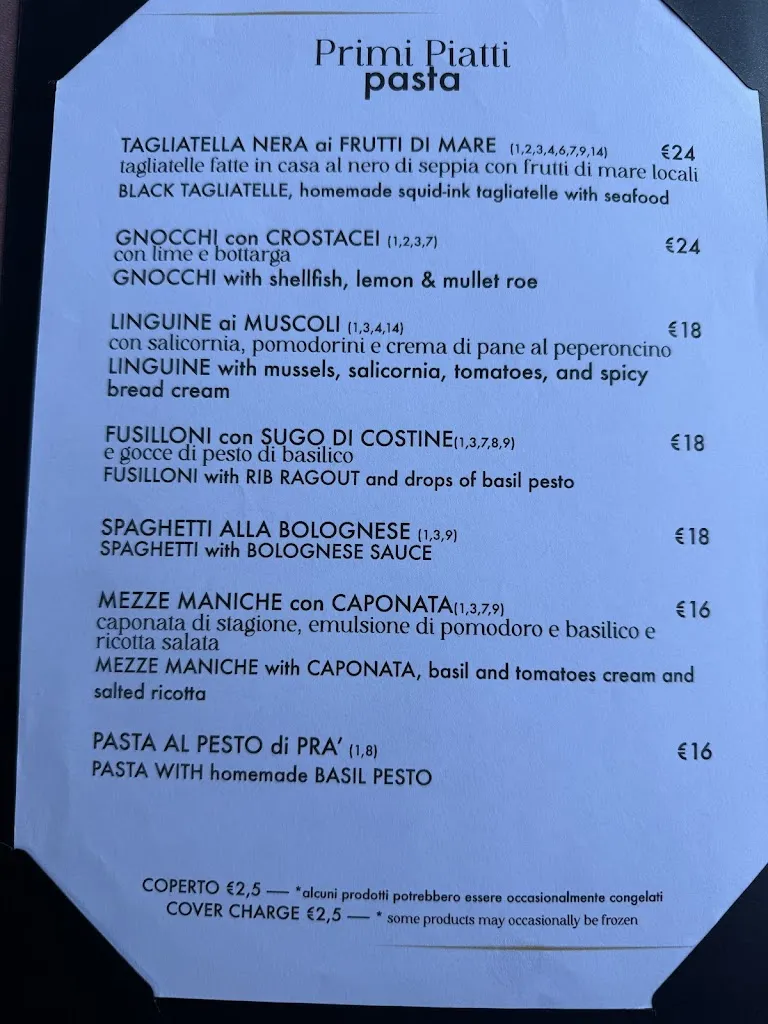 Primi Piatti
pasta
TAGLIATELLA NERA ai FRUTTI DI MARE (1,2,3,4,6,7,9,14) €24
tagliatelle fatte in casa al nero di seppia con frutti di mare locali
BLACK TAGLIATELLE, homemade squid-ink tagliatelle with seafood
GNOCCHI con CROSTACEI (1,2,3,7) €24
con lime e bottarga
GNOCCHI with shellfish, lemon & mullet roe
LINGUINE ai MUSCOLI (1,3,4,14) €18
con salicornia, pomodorini e crema di pane al peperoncino
LINGUINE with mussels, salicornia, tomatoes, and spicy
bread cream
FUSILLONI con SUGO DI COSTINE(1,3,7,8,9) €18
e gocce di pesto di basilico
FUSILLONI with RIB RAGOUT and drops of basil pesto
SPAGHETTI ALLA BOLOGNESE (1,3,9) €18
SPAGHETTI with BOLOGNESE SAUCE
MEZZE MANICHE con CAPONATA(1,3,7,9) €16
caponata di stagione, emulsione di pomodoro e basilico e
ricotta salata
MEZZE MANICHE with CAPONATA, basil and tomatoes cream and
salted ricotta
PASTA AL PESTO di PRA' (1,8) €16
PASTA WITH homemade BASIL PESTO
COPERTO €2,5 — *alcuni prodotti potrebbero essere occasionalmente congelati
COVER CHARGE €2,5 — * some products may occasionally be frozen